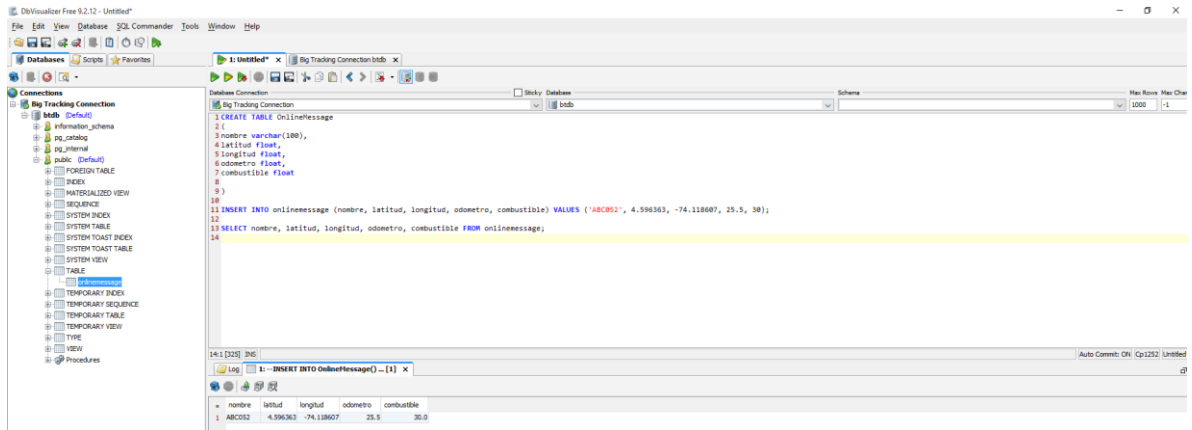 DbVisualizer Free 9.2.12 - Untitled*
File Edit View Database SQL Commander Tools Window Help
Databases Scripts Favorites
1: Untitled* Big Tracking Connection btdb
Connections
Big Tracking Connection
btdb (Default)
information_schema
pg_catalog
pg_internal
public (Default)
FOREIGN TABLE
INDEX
MATERIALIZED VIEW
SEQUENCE
SYSTEM INDEX
SYSTEM TABLE
SYSTEM TOAST INDEX
SYSTEM TOAST TABLE
SYSTEM VIEW
TABLE
onlinemessage
TEMPORARY INDEX
TEMPORARY SEQUENCE
TEMPORARY TABLE
TEMPORARY VIEW
TYPE
VIEW
Procedures
Database Connection Sticky Database Schema Max Rows Max Char
Big Tracking Connection btdb 1000 -1
1 CREATE TABLE OnlineMessage
2 (
3 nombre varchar(100),
4 latitud float,
5 longitud float,
6 odometro float,
7 combustible float
8
9 )
10
11 INSERT INTO onlinemessage (nombre, latitud, longitud, odometro, combustible) VALUES ('ABC052', 4.596363, -74.118607, 25.5, 30);
12
13 SELECT nombre, latitud, longitud, odometro, combustible FROM onlinemessage;
14
14:1 [325] INS Auto Commit: ON Cp1252 Untitled
Log 1: --INSERT INTO OnlineMessage() ... [1]
nombre latitud longitud odometro combustible
1 ABC052 4.596363 -74.118607 25.5 30.0